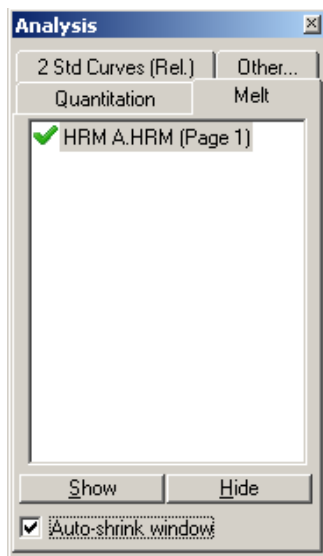 Analysis
2 Std Curves (Rel.) Other...
Quantitation Melt
HRM A.HRM (Page 1)
Show Hide
Auto-shrink window